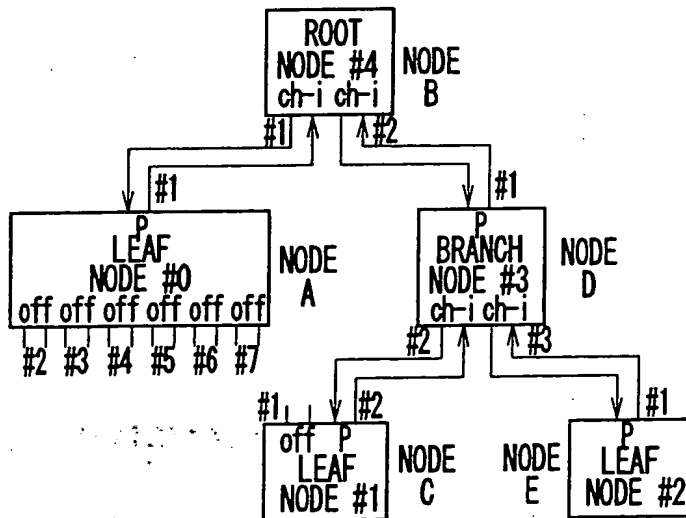 ROOT
NODE #4
ch-i ch-i
NODE
B
#1
#2
#1
#1
P
LEAF
NODE #0
off off off off off off
#2 #3 #4 #5 #6 #7
NODE
A
P
BRANCH
NODE #3
ch-i ch-i
NODE
D
#2
#3
#1
#2
#1
off P
LEAF
NODE #1
NODE
C
NODE
E
P
LEAF
NODE #2